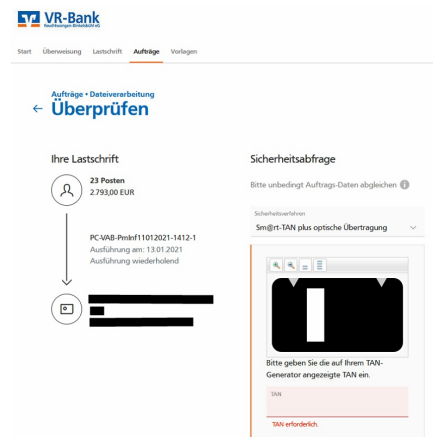 VR-Bank
Start Überweisung Lastschrift Aufträge Vorlagen
Aufträge • Dateiverarbeitung
← Überprüfen
Ihre Lastschrift
23 Posten
2.793,00 EUR
PC-VAB-PmInf11012021-1412-1
Ausführung am: 13.01.2021
Ausführung wiederholend
Sicherheitsabfrage
Bitte unbedingt Auftrags-Daten abgleichen
Sicherheitsverfahren
Sm@rt-TAN plus optische Übertragung
Bitte geben Sie die auf Ihrem TAN-
Generator angezeigte TAN ein.
TAN
TAN erforderlich.